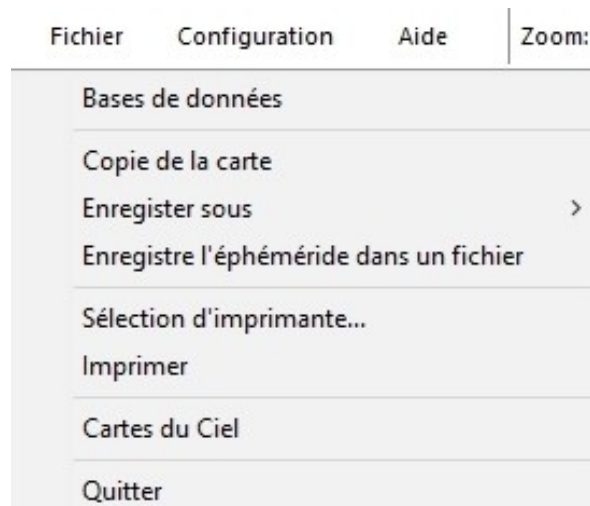 Fichier Configuration Aide Zoom:
Bases de données
Copie de la carte
Enregister sous >
Enregistre l'éphéméride dans un fichier
Sélection d'imprimante...
Imprimer
Cartes du Ciel
Quitter